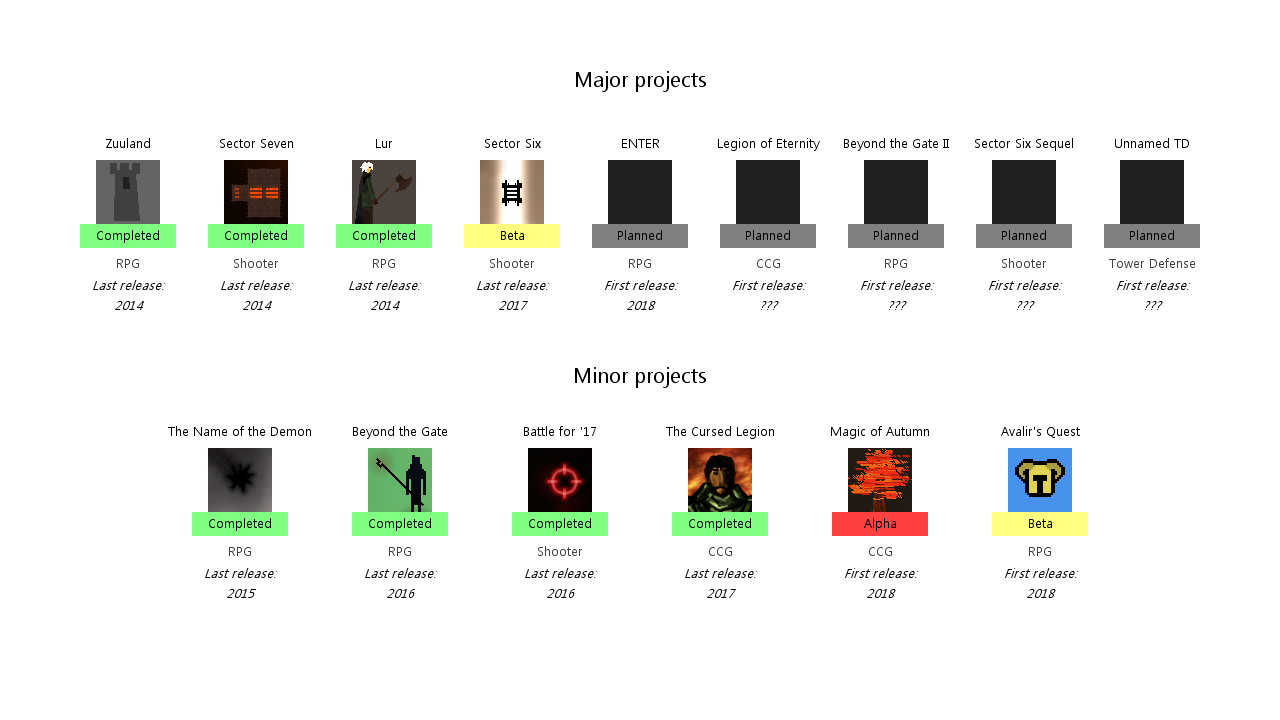 Major projects
Zuuland Sector Seven Lur Sector Six ENTER Legion of Eternity Beyond the Gate II Sector Six Sequel Unnamed TD
Completed Completed Completed Beta Planned Planned Planned Planned Planned
RPG Shooter RPG Shooter RPG CCG RPG Shooter Tower Defense
Last release: Last release: Last release: Last release: First release: First release: First release: First release: First release:
2014 2014 2014 2017 2018 ??? ??? ??? ???
Minor projects
The Name of the Demon Beyond the Gate Battle for '17 The Cursed Legion Magic of Autumn Avalir's Quest
Completed Completed Completed Completed Alpha Beta
RPG RPG Shooter CCG CCG RPG
Last release: Last release: Last release: Last release: First release: First release:
2015 2016 2016 2017 2018 2018